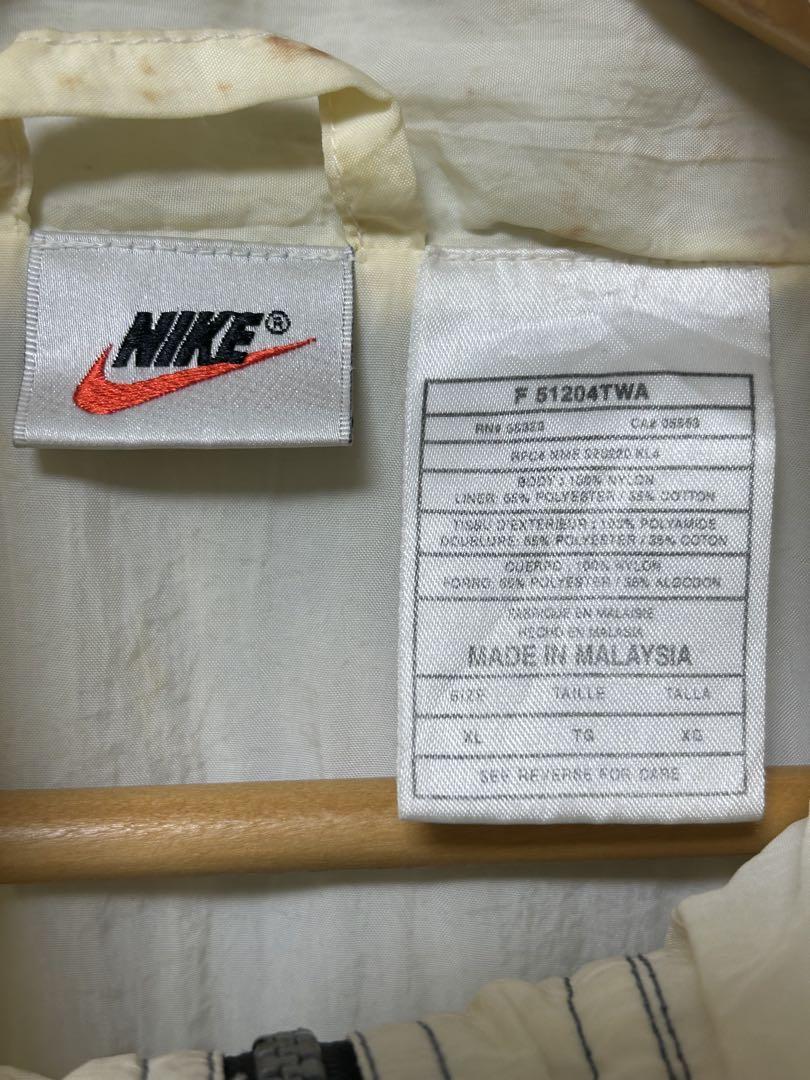 NIKE®
F 51204TWA
RN# 56323 CA# 05553
BODY : 100% NYLON
LINER: 65% POLYESTER / 35% COTTON
TISSU D'EXTERIEUR : 100% POLYAMIDE
DOUBLURE: 65% POLYESTER / 35% COTON
CUERPO : 100% NYLON
FORRO: 65% POLYESTER / 35% ALGODON
FABRIQUE EN MALAISIE
HECHO EN MALASIA
MADE IN MALAYSIA
SIZE TAILLE TALLA
XL TG XG
SEE REVERSE FOR CARE